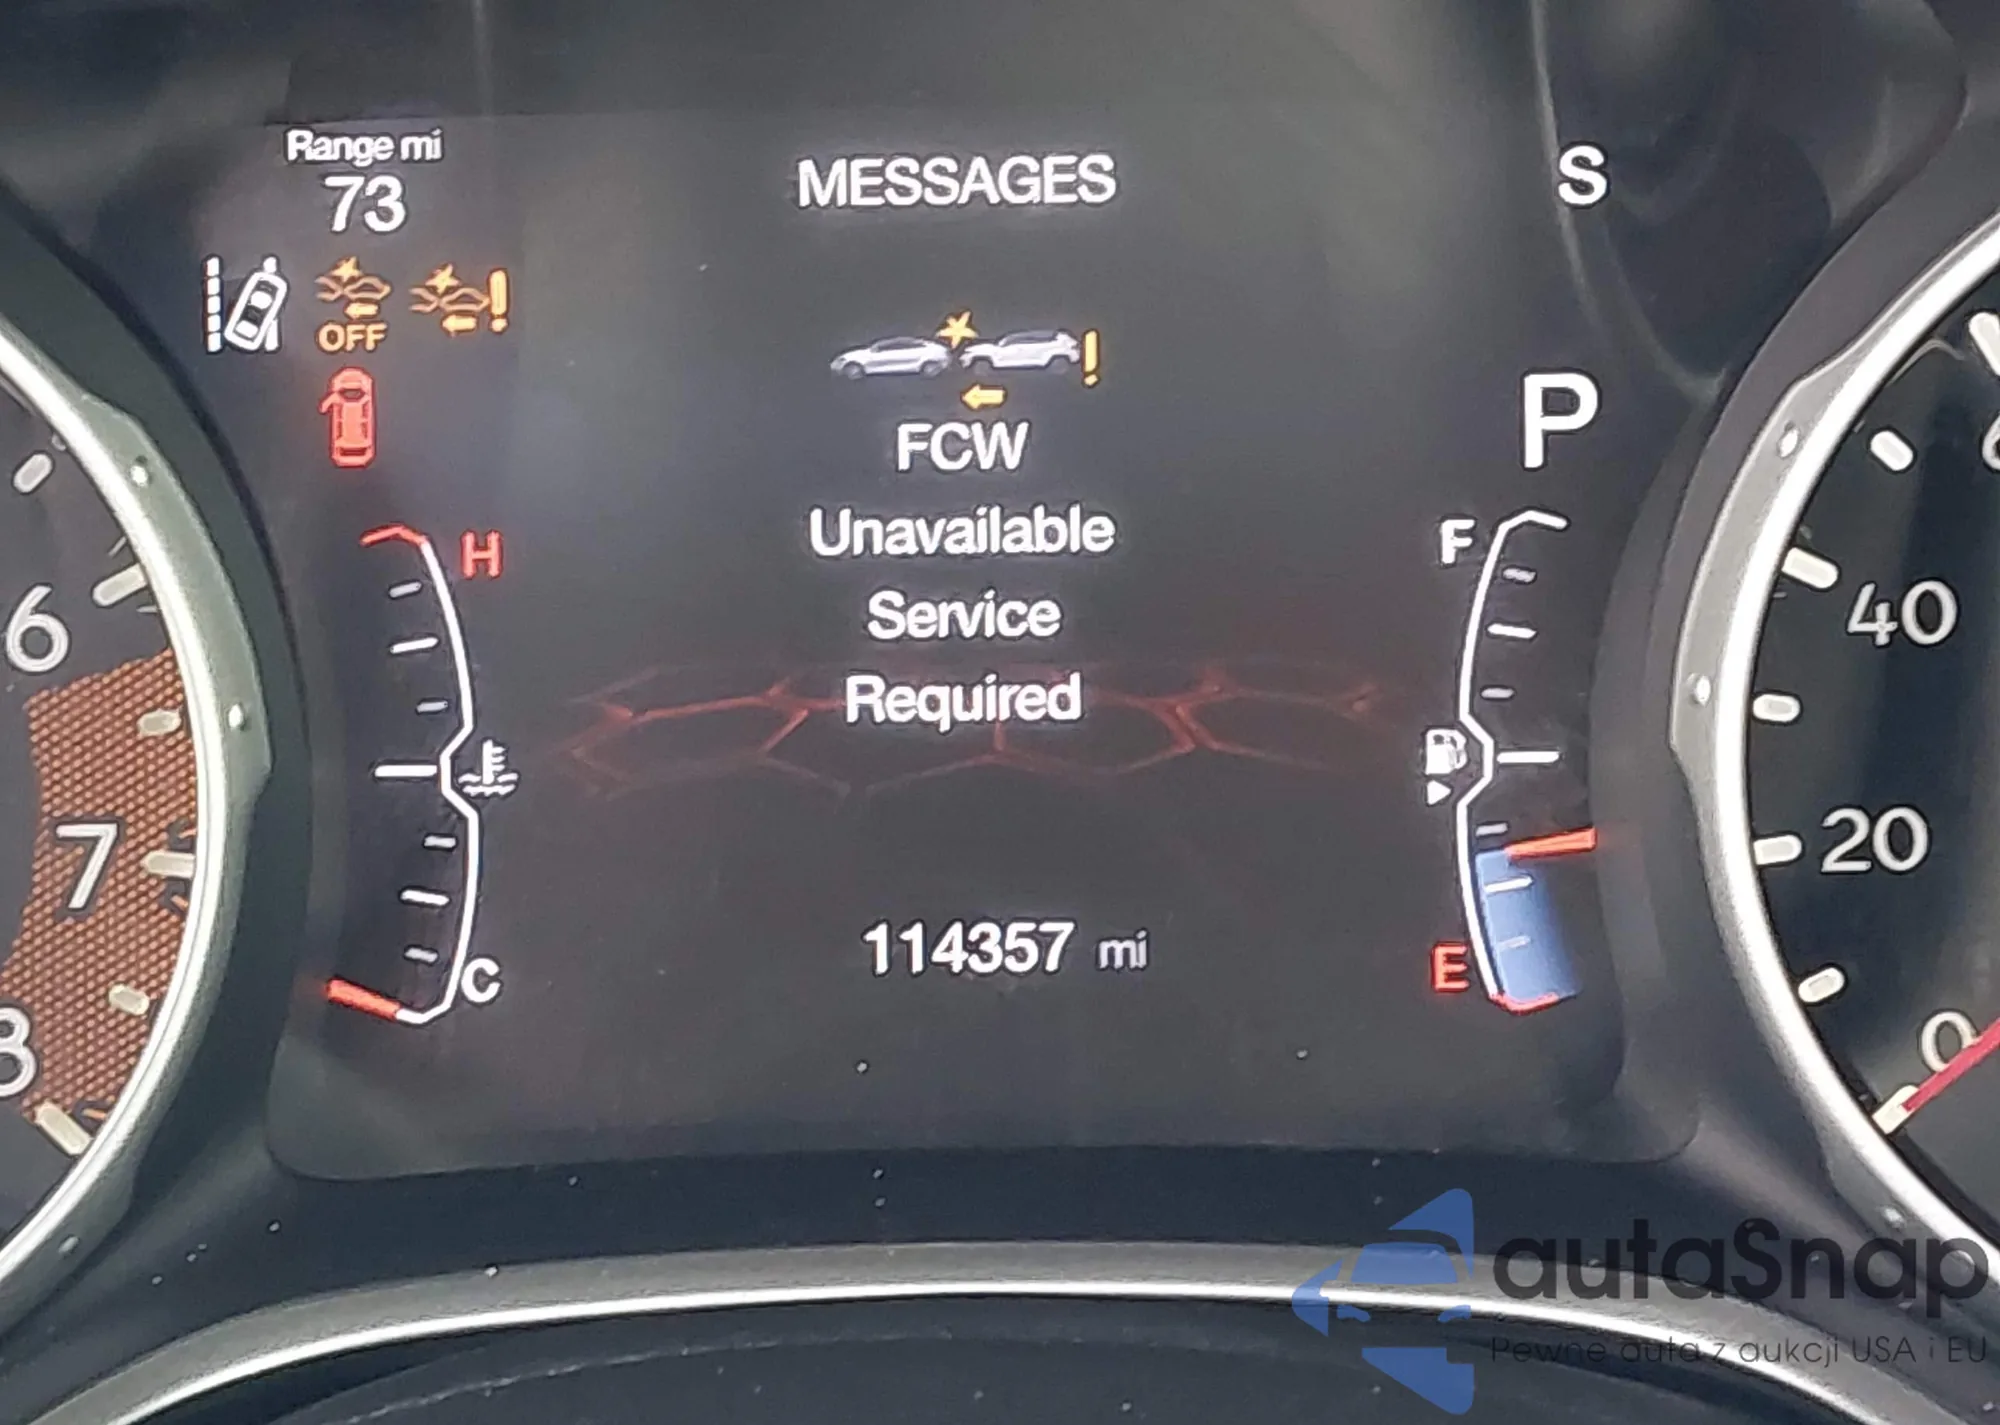 Range mi
73
MESSAGES
S
OFF
P
FCW
Unavailable
Service
Required
H
F
C
E
114357 mi
6
7
8
40
20
0
autaSnap
Pewne auta z aukcji USA i EU